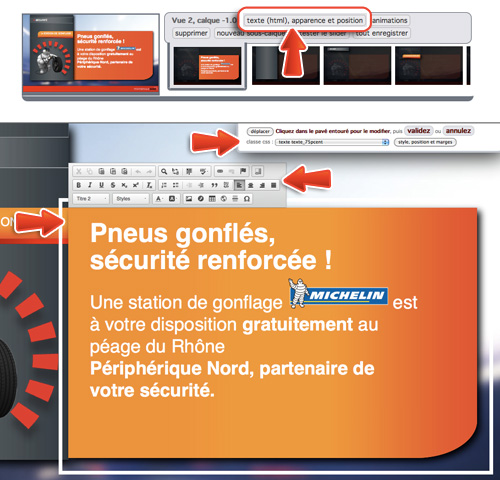 Vue 2, calque -1.0
texte (html), apparence et position
animations
supprimer
nouveau sous-calque
tester le slider
tout enregistrer
Pneus gonflés,
sécurité renforcée !
Une station de gonflage MICHELIN est
à votre disposition gratuitement au
péage du Rhône
Périphérique Nord, partenaire de
votre sécurité.
déplacer Cliquez dans le pavé entouré pour le modifier, puis validez ou annulez
classe css : texte texte_75pcent style, position et marges
Titre 2 Styles
ON
Pneus gonflés,
sécurité renforcée !
Une station de gonflage MICHELIN est
à votre disposition gratuitement au
péage du Rhône
Périphérique Nord, partenaire de
votre sécurité.